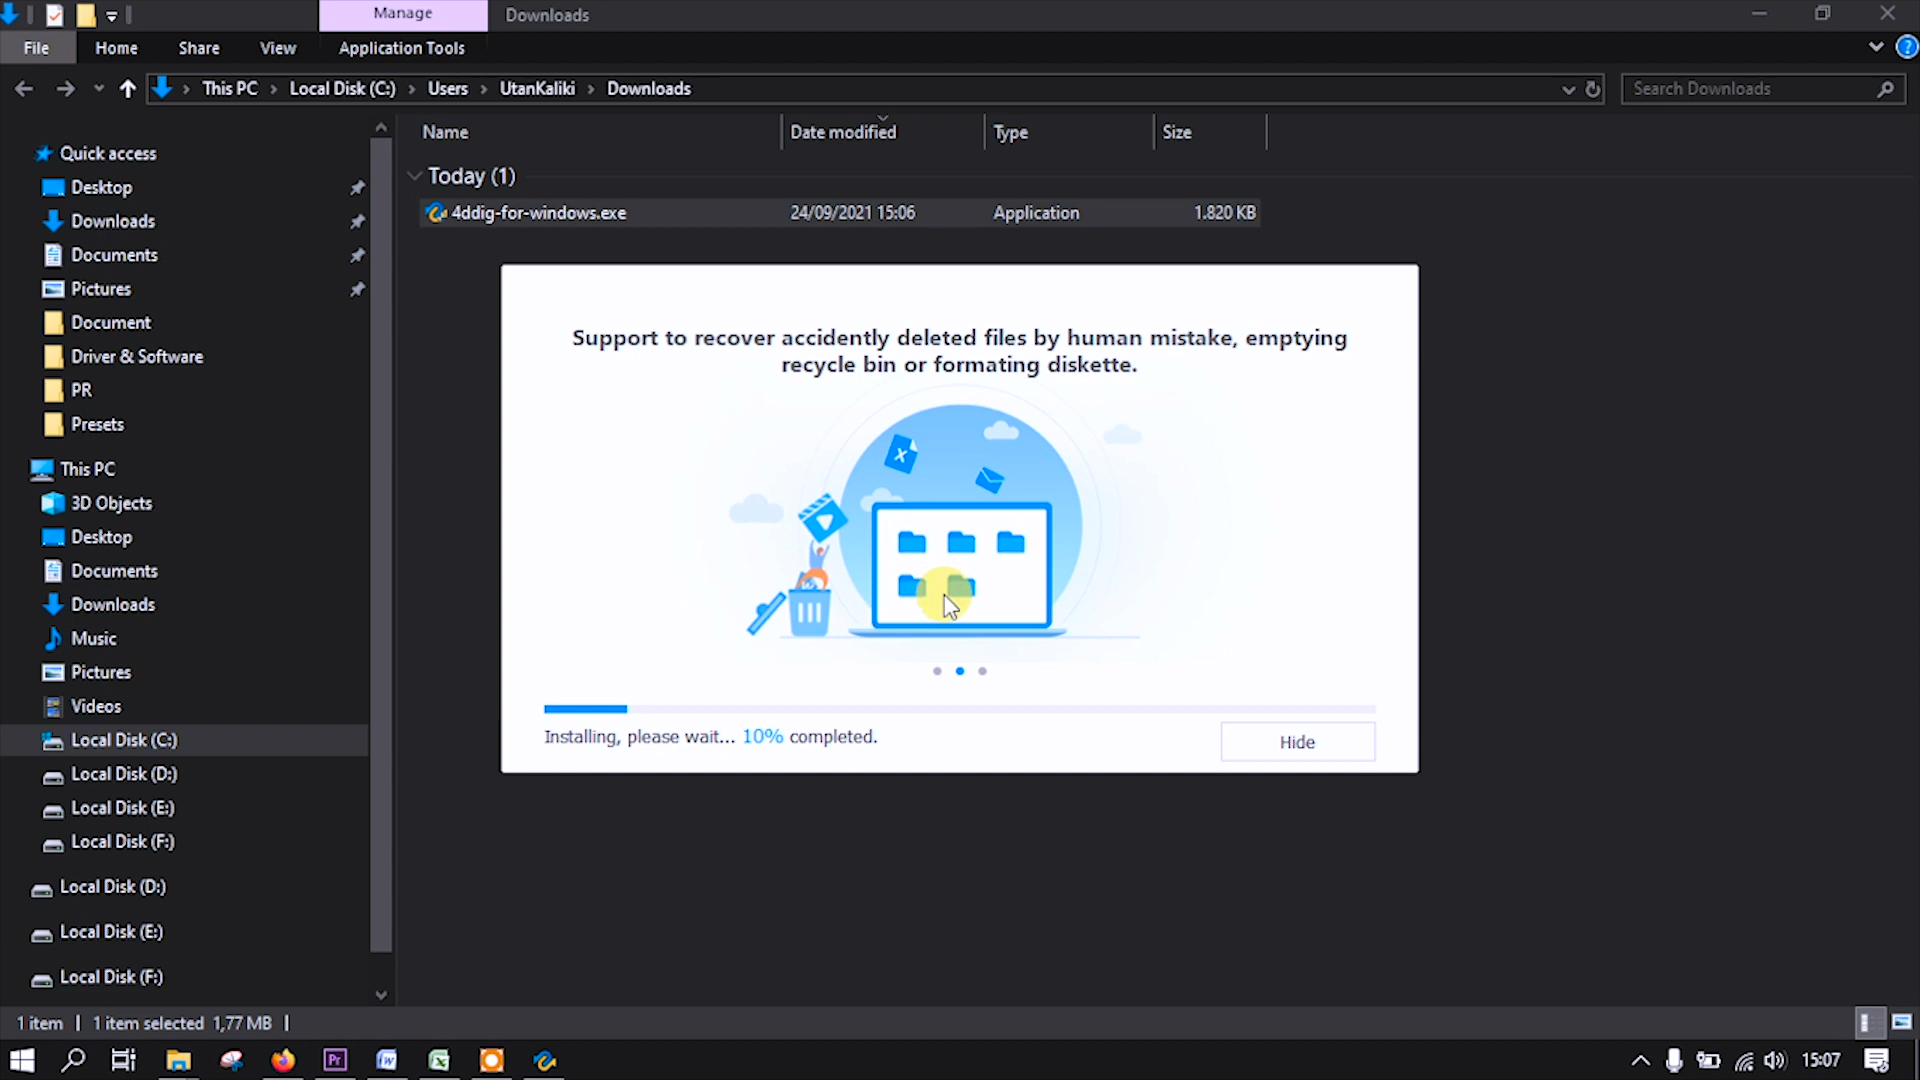 Manage
Downloads
File
Home
Share
View
Application Tools
This PC
Local Disk (C:)
Users
UtanKaliki
Downloads
Search Downloads
Name
Date modified
Type
Size
Today (1)
4ddig-for-windows.exe
24/09/2021 15:06
Application
1.820 KB
Quick access
Desktop
Downloads
Documents
Pictures
Document
Driver & Software
PR
Presets
This PC
3D Objects
Desktop
Documents
Downloads
Music
Pictures
Videos
Local Disk (C:)
Local Disk (D:)
Local Disk (E:)
Local Disk (F:)
Local Disk (D:)
Local Disk (E:)
Local Disk (F:)
Support to recover accidently deleted files by human mistake, emptying
recycle bin or formating diskette.
X
Installing, please wait... 10% completed.
Hide
1 item
1 item selected 1,77 MB
Pr
15:07